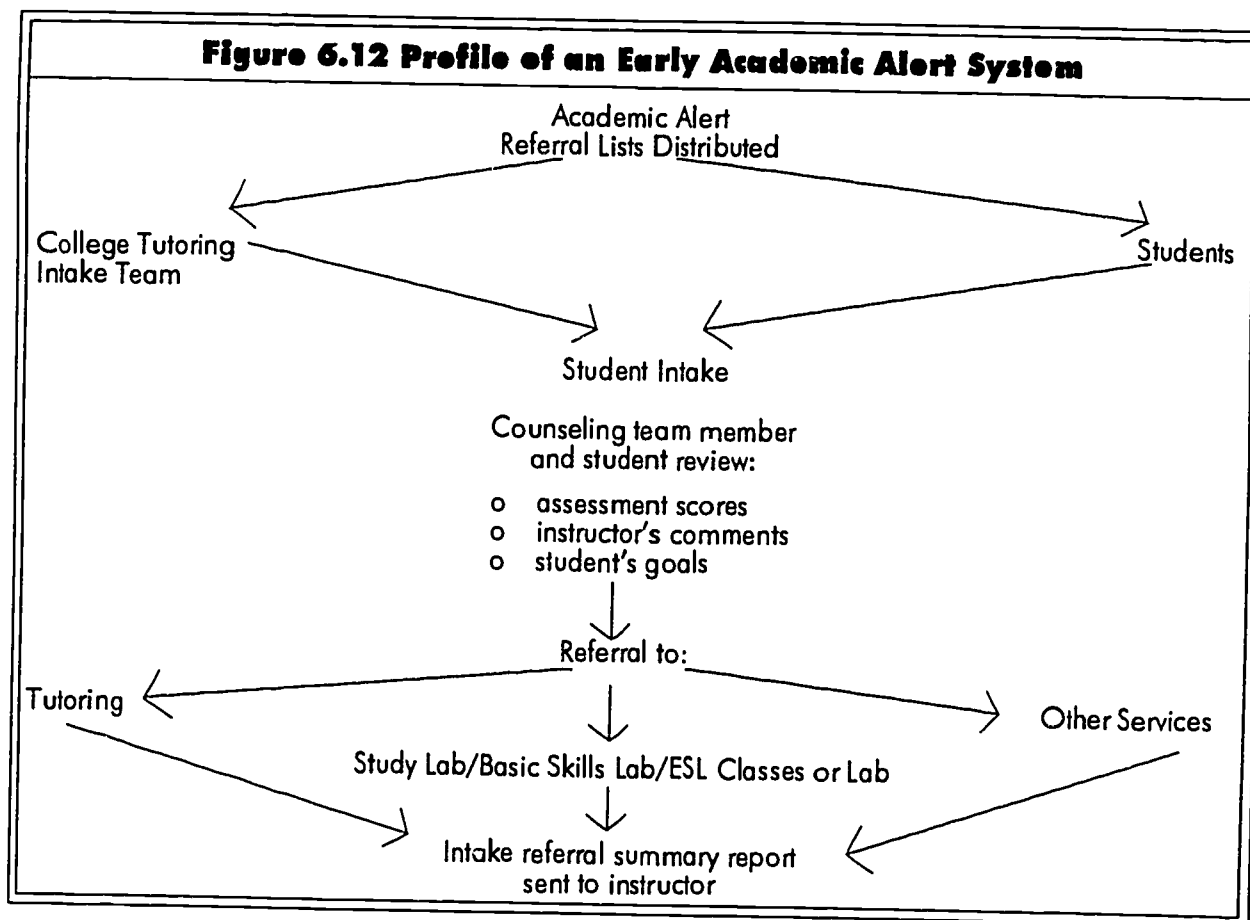 Figure 6.12 Profile of an Early Academic Alert System
Academic Alert
Referral Lists Distributed
College Tutoring
Intake Team
Students
Student Intake
Counseling team member
and student review:
o assessment scores
o instructor's comments
o student's goals
Referral to:
Tutoring
Other Services
Study Lab/Basic Skills Lab/ESL Classes or Lab
Intake referral summary report
sent to instructor